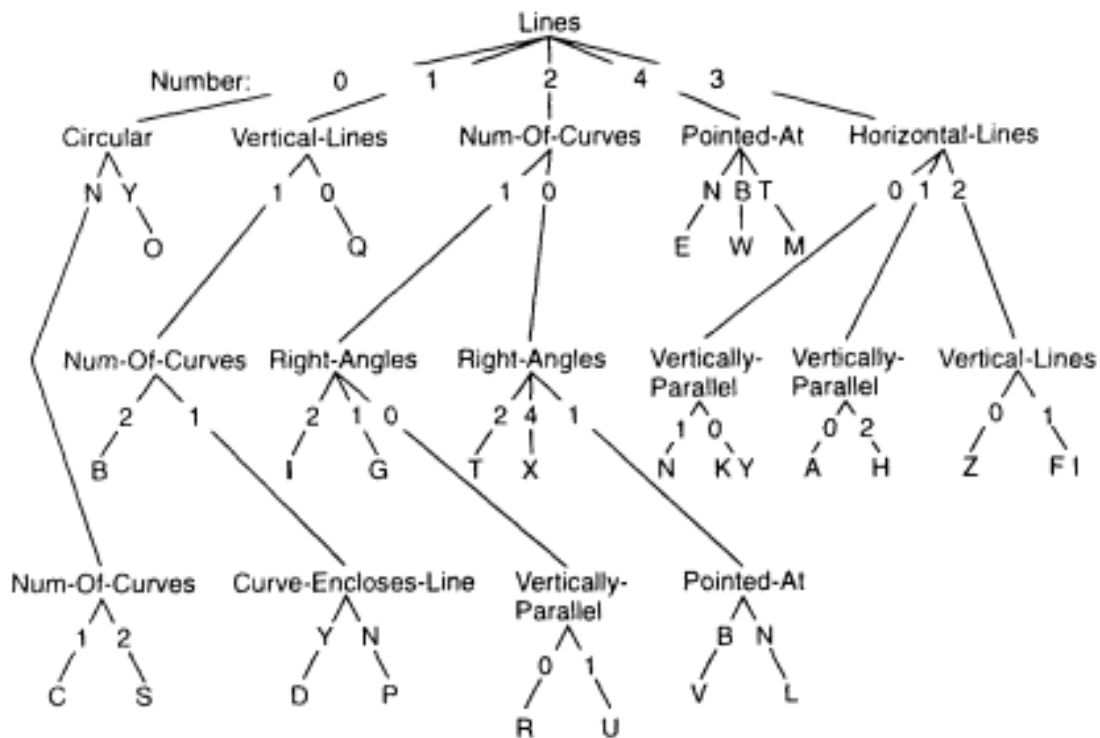 Lines
Number: 0 1 2 4 3
Circular Vertical-Lines Num-Of-Curves Pointed-At Horizontal-Lines
N Y 1 0 1 0 N B T 0 1 2
O Q E W M
Num-Of-Curves Right-Angles Right-Angles Vertically- Vertically- Vertical-Lines
Parallel Parallel
2 1 2 1 0 2 4 1 1 0 0 2 0 1
B I G T X N K Y A H Z F I
Num-Of-Curves Curve-Encloses-Line Vertically- Pointed-At
Parallel
1 2 Y N 0 1 B N
C S D P R U V L